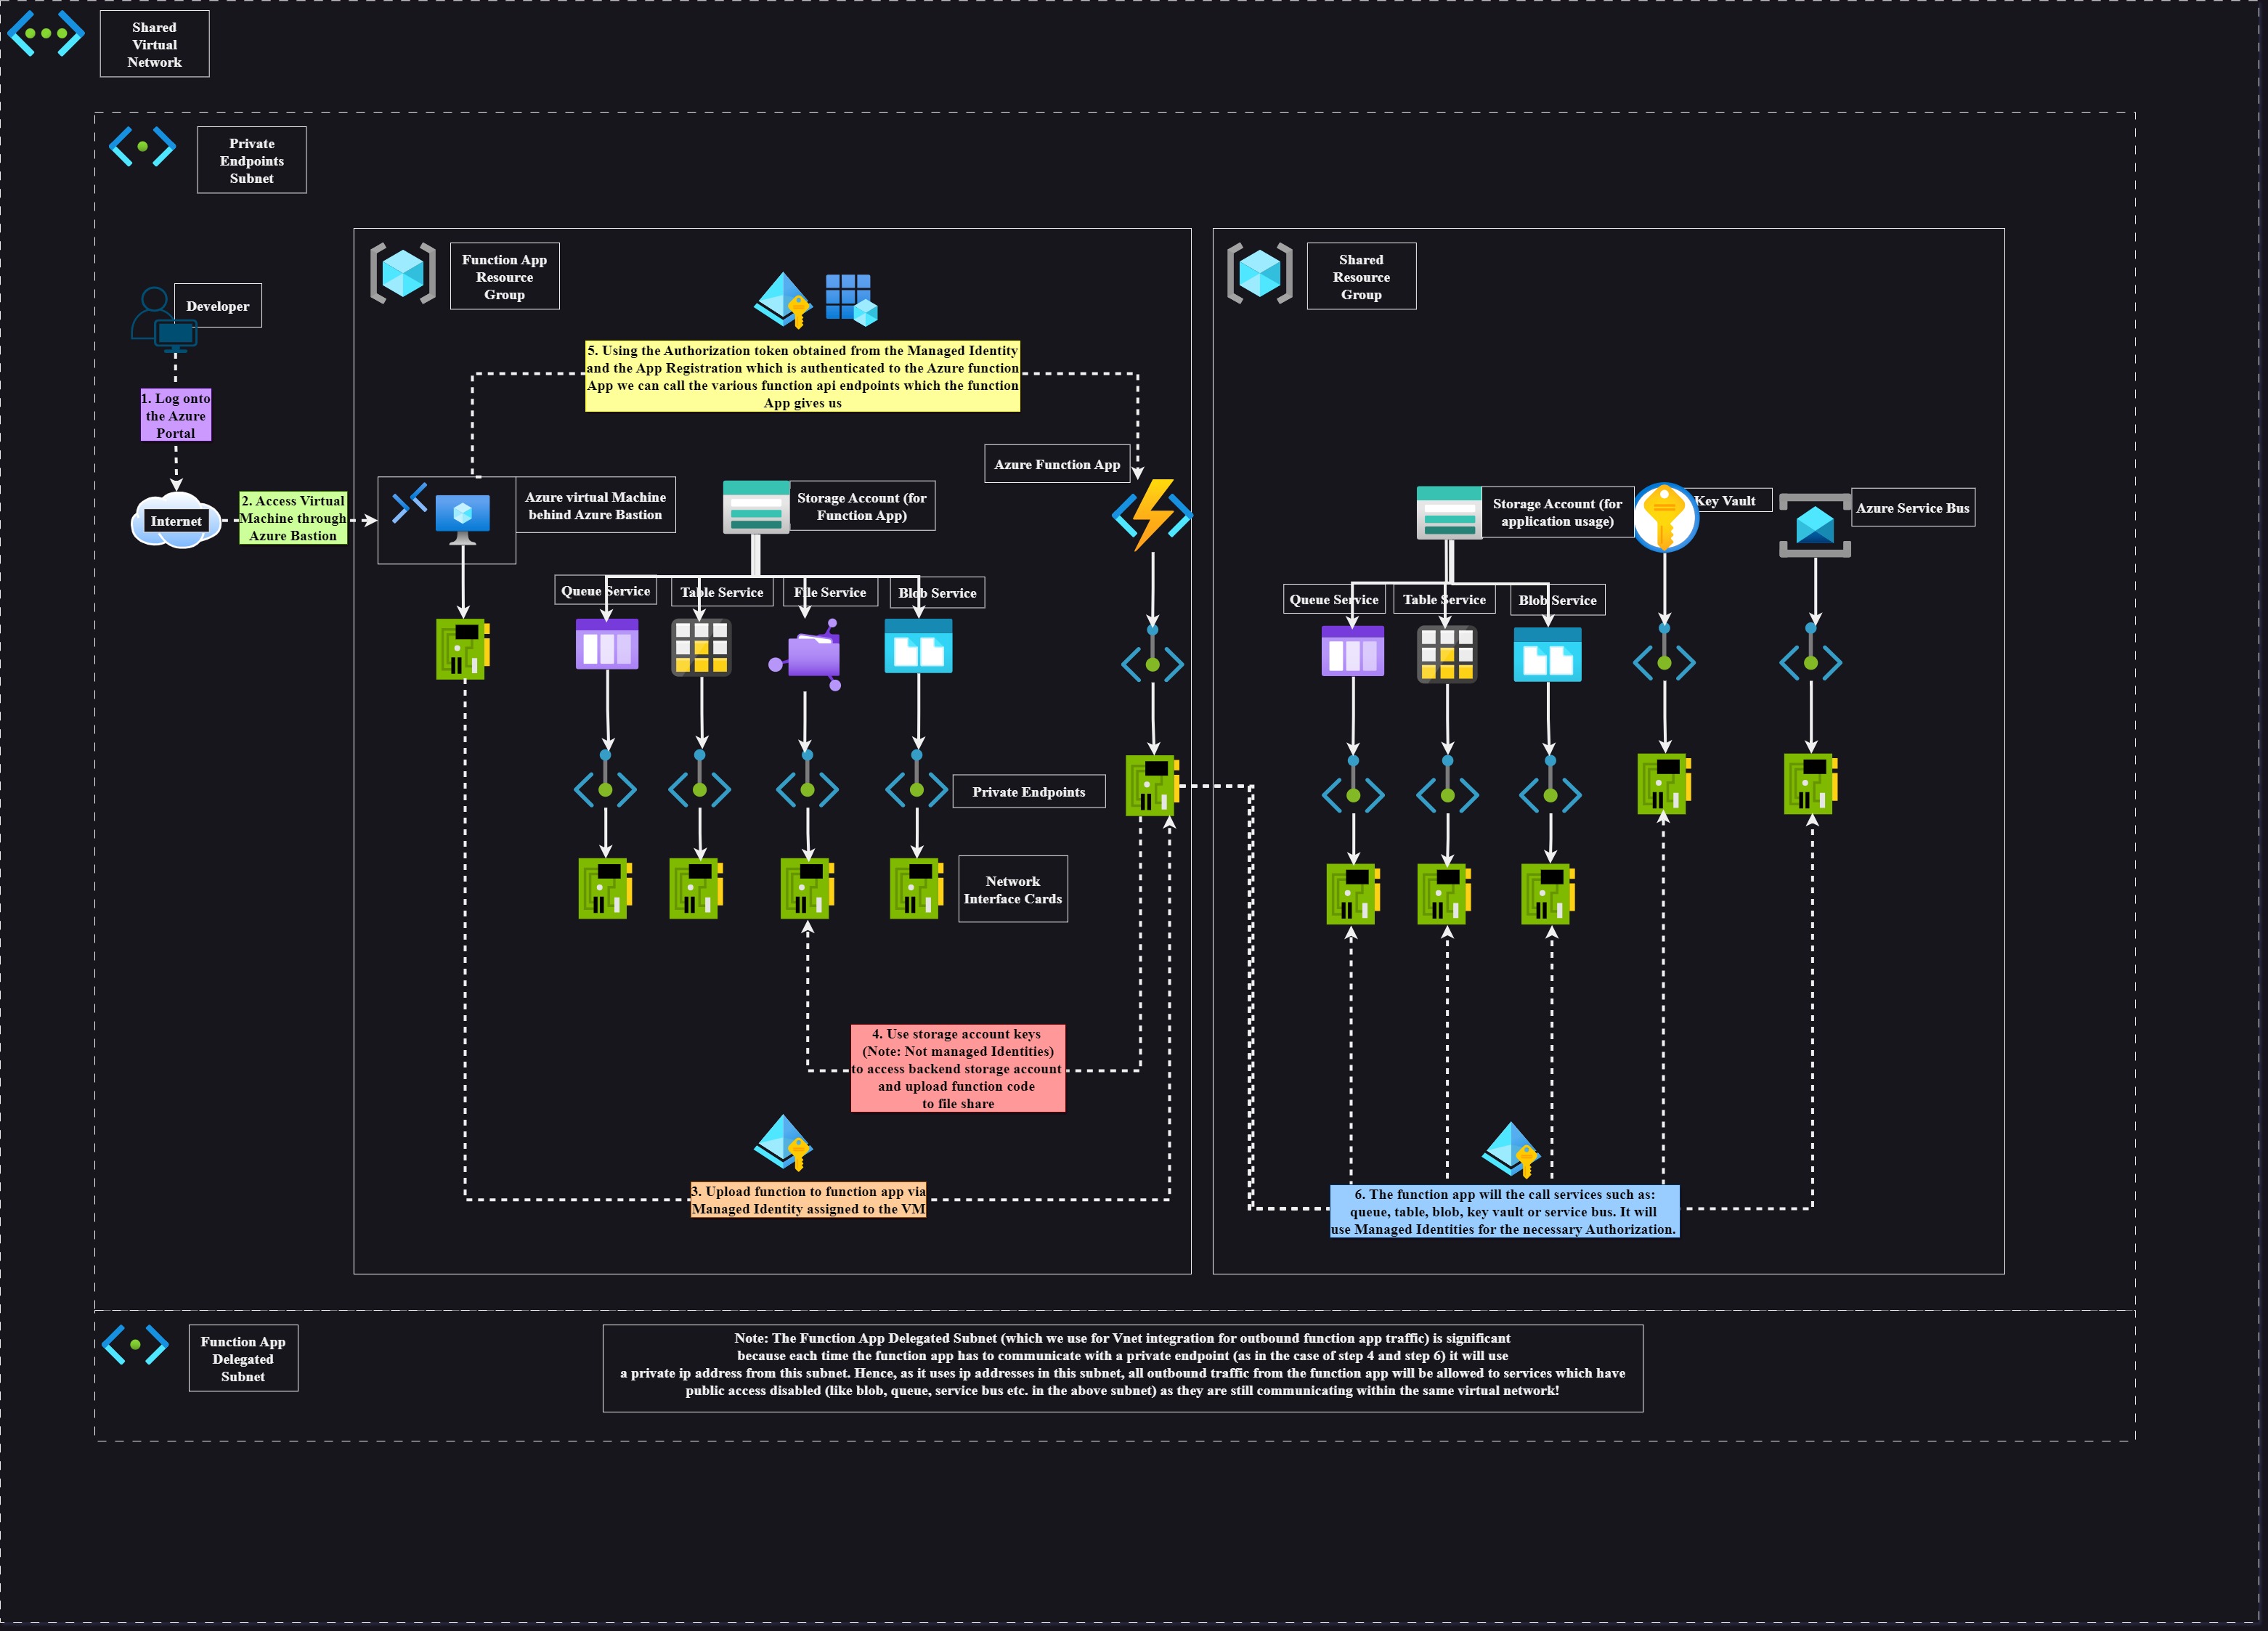 Shared
Virtual
Network
Private
Endpoints
Subnet
Function App
Resource
Group
Shared
Resource
Group
Developer
5. Using the Authorization token obtained from the Managed Identity
and the App Registration which is authenticated to the Azure function
App we can call the various function api endpoints which the function
App gives us
1. Log onto
the Azure
Portal
Azure Function App
Internet
2. Access Virtual
Machine through
Azure Bastion
Azure virtual Machine
behind Azure Bastion
Storage Account (for
Function App)
Storage Account (for
application usage)
Key Vault
Azure Service Bus
Queue Service
Table Service
File Service
Blob Service
Queue Service
Table Service
Blob Service
Private Endpoints
Network
Interface Cards
4. Use storage account keys
(Note: Not managed Identities)
to access backend storage account
and upload function code
to file share
3. Upload function to function app via
Managed Identity assigned to the VM
6. The function app will the call services such as:
queue, table, blob, key vault or service bus. It will
use Managed Identities for the necessary Authorization.
Function App
Delegated
Subnet
Note: The Function App Delegated Subnet (which we use for Vnet integration for outbound function app traffic) is significant
because each time the function app has to communicate with a private endpoint (as in the case of step 4 and step 6) it will use
a private ip address from this subnet. Hence, as it uses ip addresses in this subnet, all outbound traffic from the function app will be allowed to services which have
public access disabled (like blob, queue, service bus etc. in the above subnet) as they are still communicating within the same virtual network!